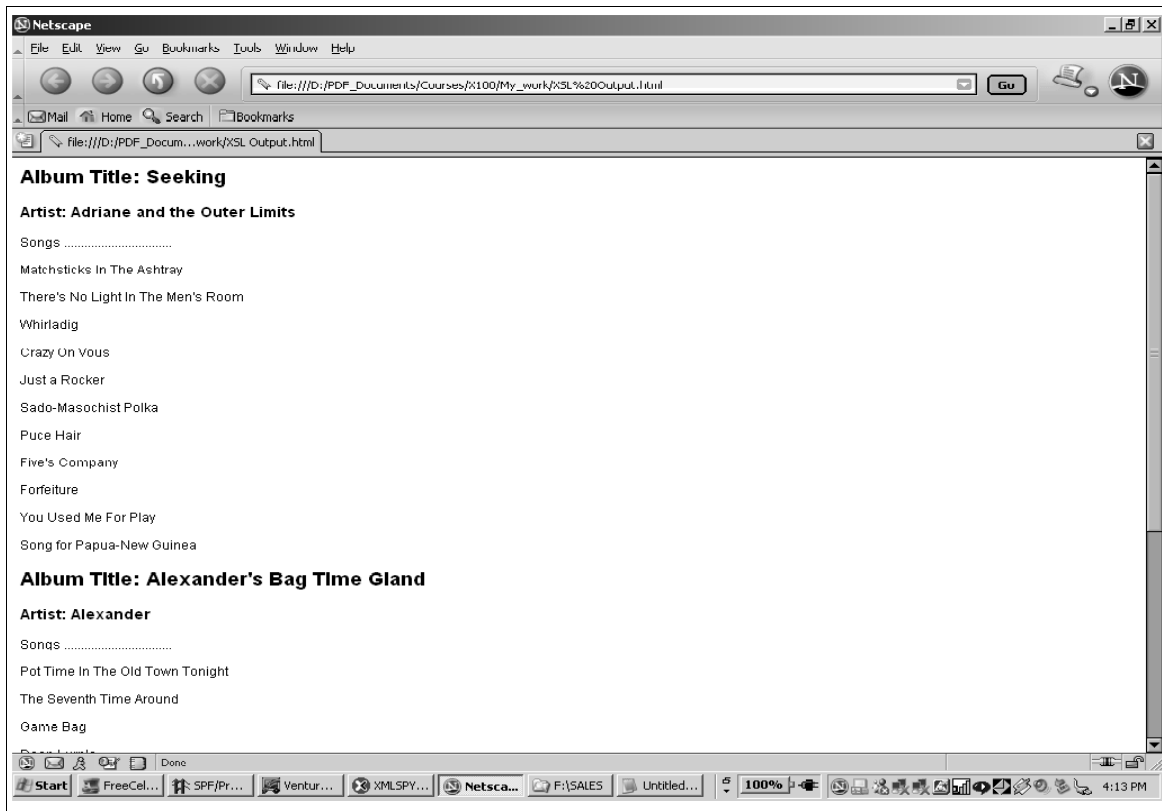 Netscape
File Edit View Go Bookmarks Tools Window Help
file:///D:/PDF_Documents/Courses/X100/My_work/XSL%20Output.html Go
Mail Home Search Bookmarks
file:///D:/PDF_Docum...work/XSL Output.html
Album Title: Seeking
Artist: Adriane and the Outer Limits
Songs ................................
Matchsticks In The Ashtray
There's No Light In The Men's Room
Whirladig
Crazy On Vous
Just a Rocker
Sado-Masochist Polka
Puce Hair
Five's Company
Forfeiture
You Used Me For Play
Song for Papua-New Guinea
Album Title: Alexander's Bag Time Gland
Artist: Alexander
Songs ................................
Pot Time In The Old Town Tonight
The Seventh Time Around
Game Bag
Done
Start FreeCel... SPF/Pr... Ventur... XMLSPY... Netsca... F:\SALES Untitled... 100% 4:13 PM